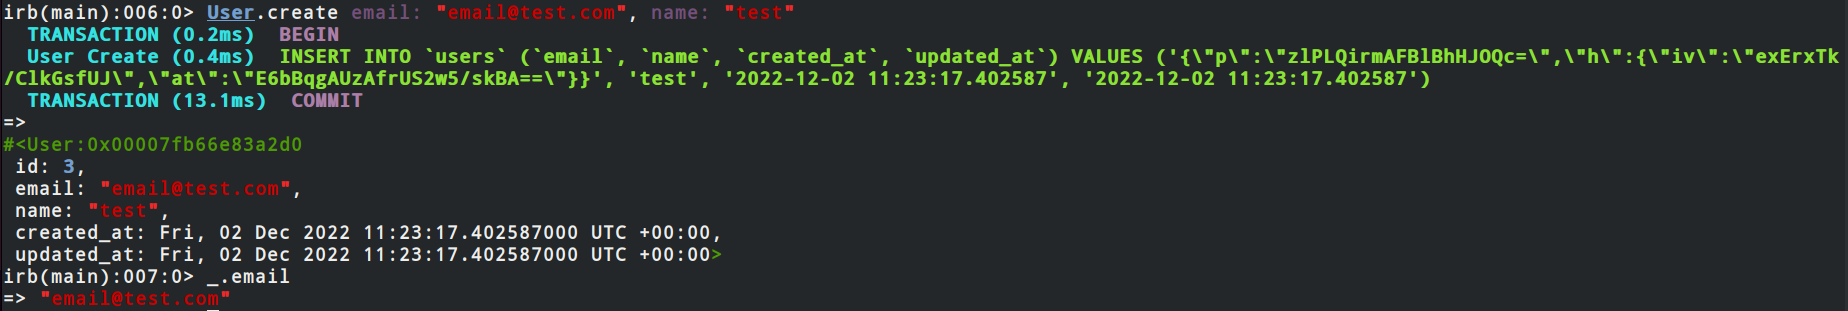 irb(main):006:0> User.create email: "email@test.com", name: "test"
  TRANSACTION (0.2ms)  BEGIN
  User Create (0.4ms)  INSERT INTO `users` (`email`, `name`, `created_at`, `updated_at`) VALUES ('{\"p\":\"zlPLQirmAFBlBhHJOQc=\",\"h\":{\"iv\":\"exErxTk
/ClkGsfUJ\",\"at\":\"E6bBqgAUzAfrUS2w5/skBA==\"}}', 'test', '2022-12-02 11:23:17.402587', '2022-12-02 11:23:17.402587')
  TRANSACTION (13.1ms)  COMMIT
=>
#<User:0x00007fb66e83a2d0
 id: 3,
 email: "email@test.com",
 name: "test",
 created_at: Fri, 02 Dec 2022 11:23:17.402587000 UTC +00:00,
 updated_at: Fri, 02 Dec 2022 11:23:17.402587000 UTC +00:00>
irb(main):007:0> _.email
=> "email@test.com"